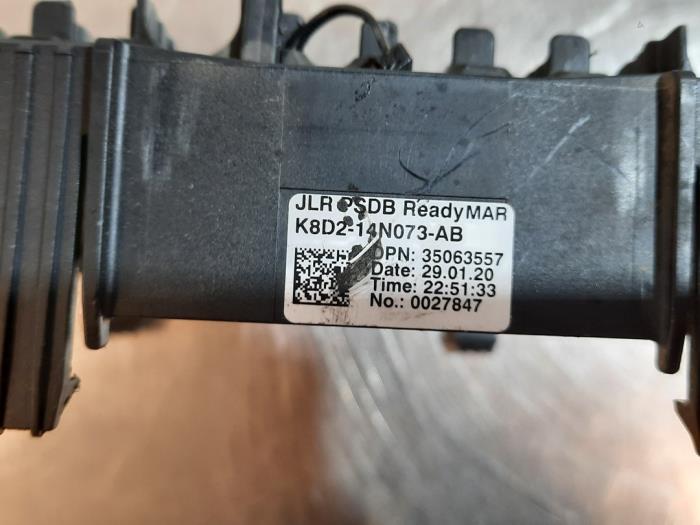 JLR PSDB ReadyMAR
K8D2-14N073-AB
DPN: 35063557
Date: 29.01.20
Time: 22:51:33
No.: 0027847